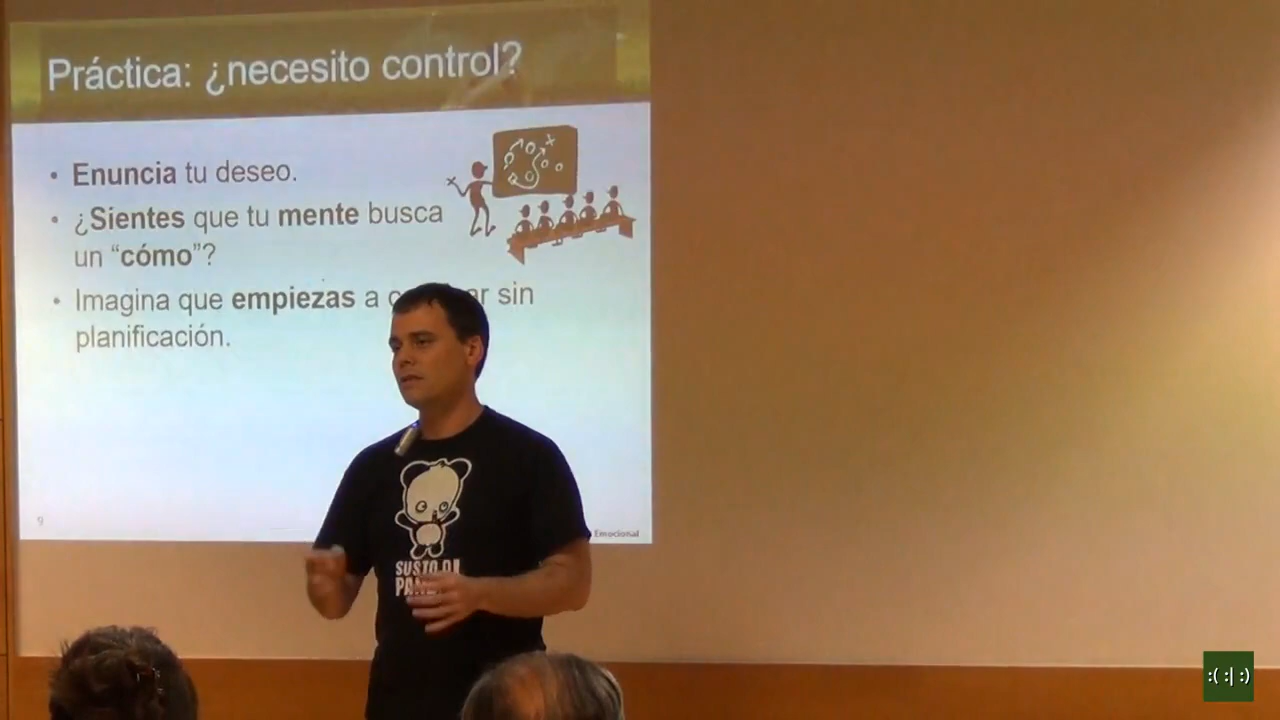 Práctica: ¿necesito control?
• Enuncia tu deseo.
• ¿Sientes que tu mente busca
un “cómo”?
• Imagina que empiezas a sin
planificación.
9
Emocional
SUSTO
:( :| :)